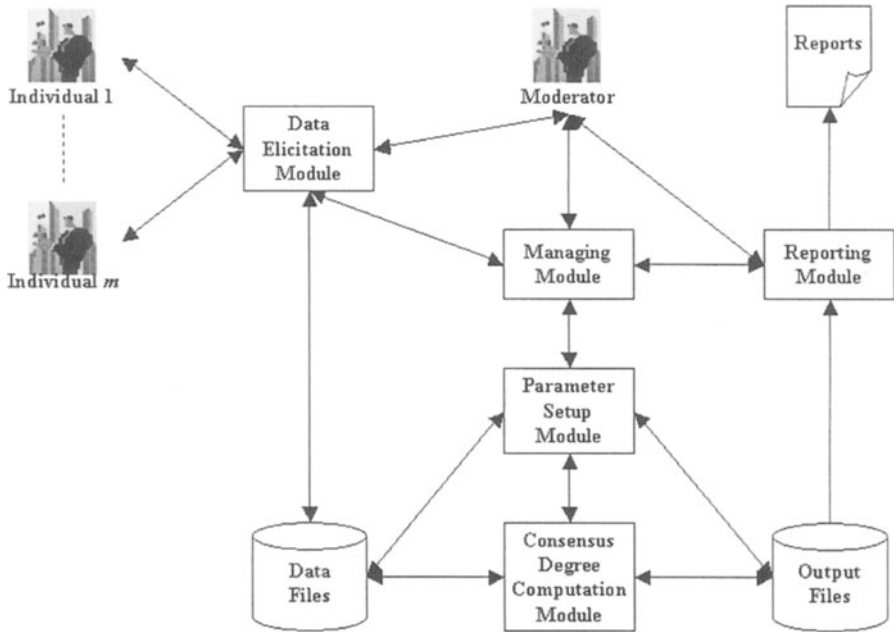 Individual 1
Moderator
Reports
Data
Elicitation
Module
Individual m
Managing
Module
Reporting
Module
Parameter
Setup
Module
Data
Files
Consensus
Degree
Computation
Module
Output
Files